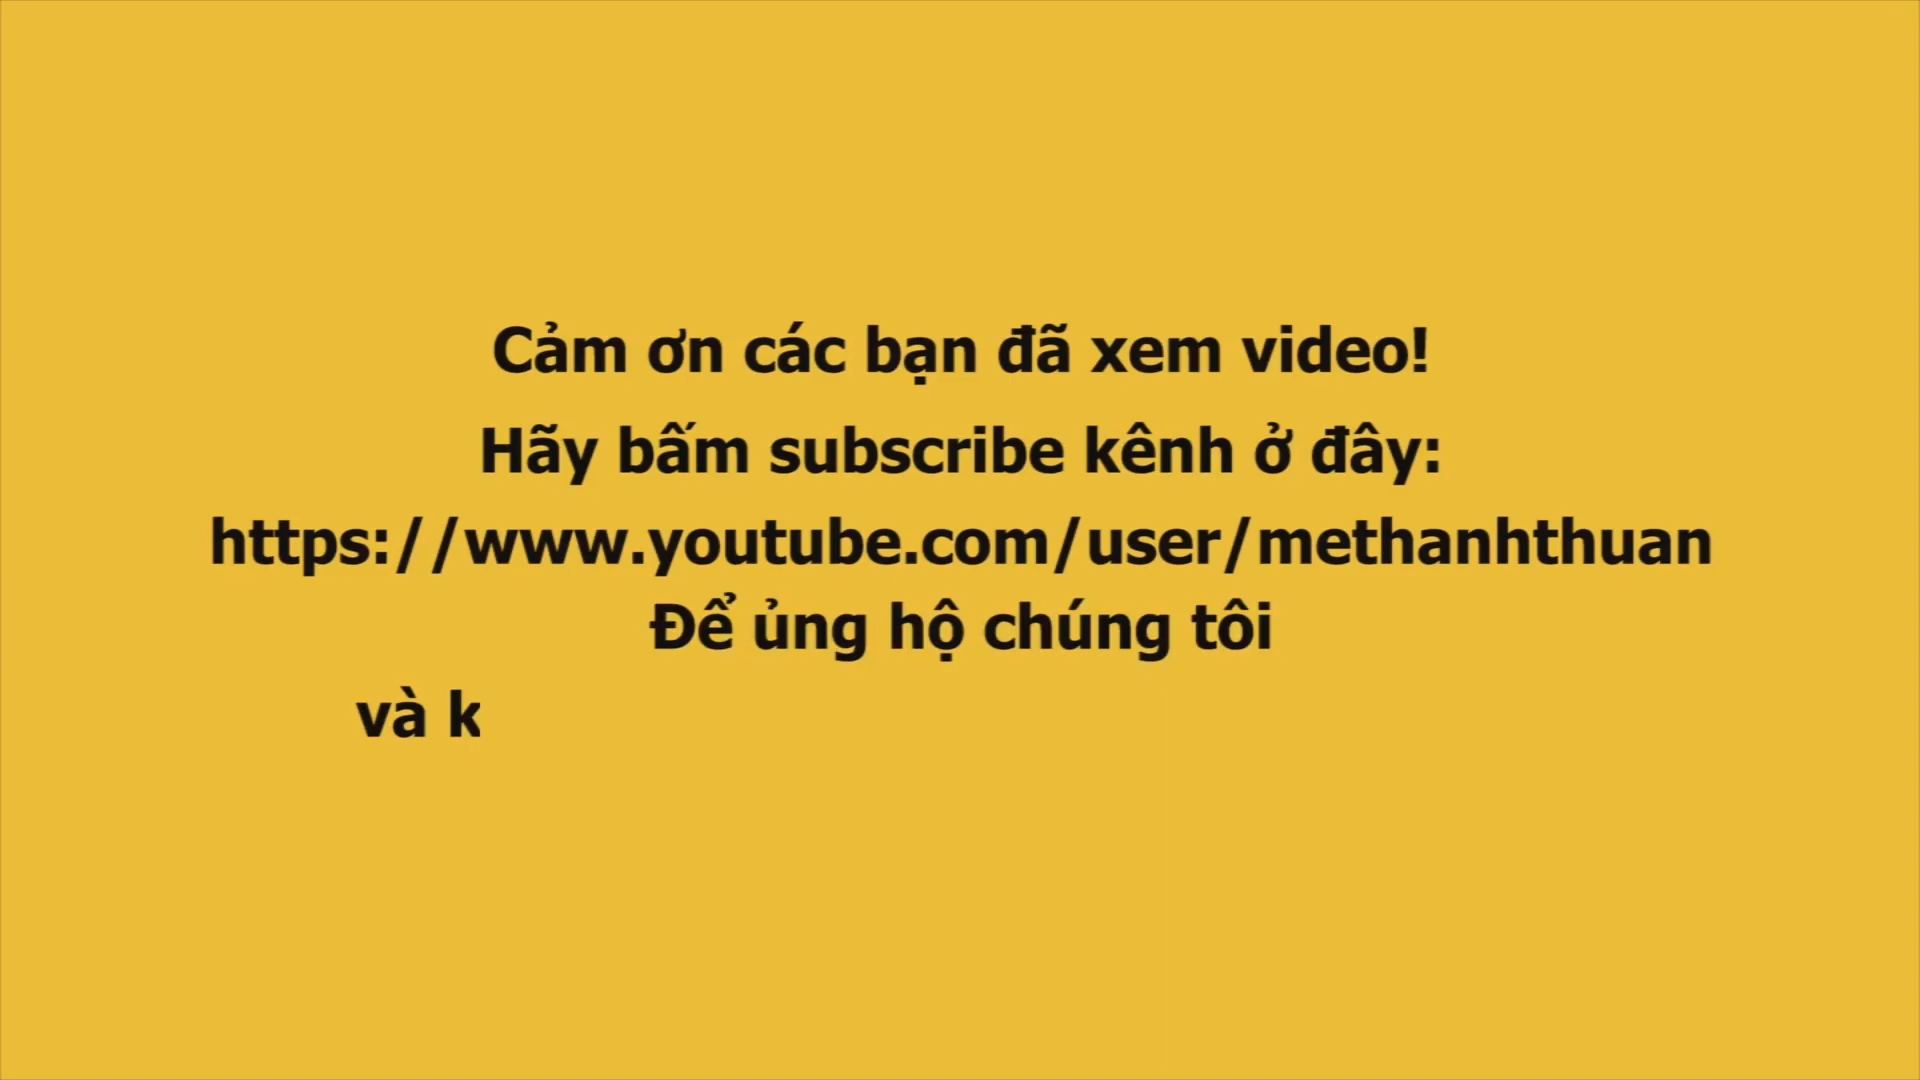 Cảm ơn các bạn đã xem video!
Hãy bấm subscribe kênh ở đây:
https://www.youtube.com/user/methanhthuan
Để ủng hộ chúng tôi
và k